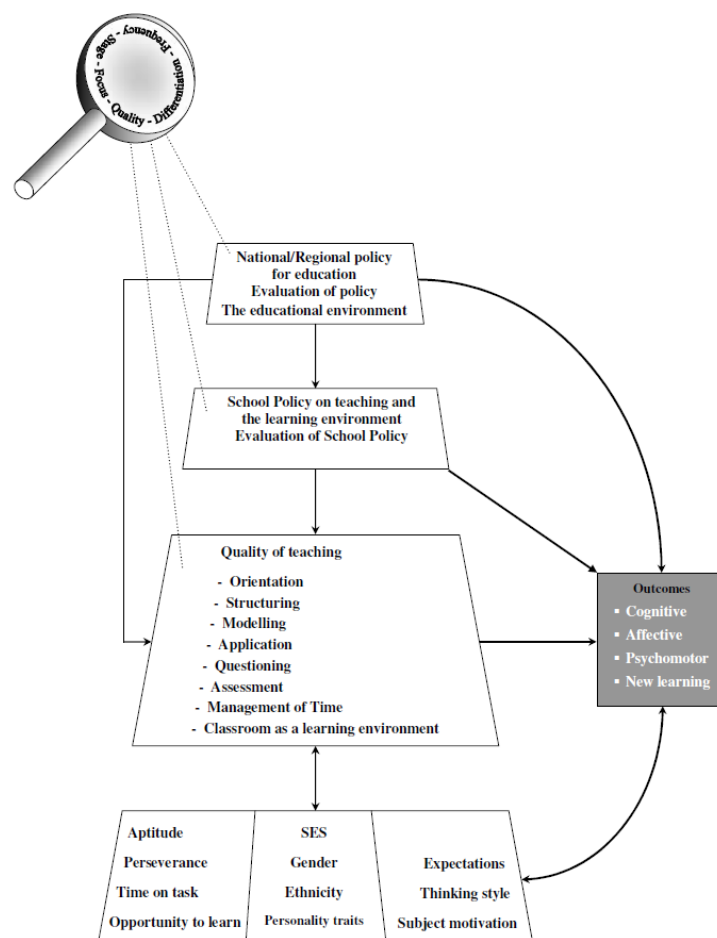 Stage - Focus - Quality - Differentiation - Frequency -
National/Regional policy
for education
Evaluation of policy
The educational environment
School Policy on teaching and
the learning environment
Evaluation of School Policy
Quality of teaching
- Orientation
- Structuring
- Modelling
- Application
- Questioning
- Assessment
- Management of Time
- Classroom as a learning environment
Outcomes
▪ Cognitive
▪ Affective
▪ Psychomotor
▪ New learning
Aptitude
Perseverance
Time on task
Opportunity to learn
SES
Gender
Ethnicity
Personality traits
Expectations
Thinking style
Subject motivation